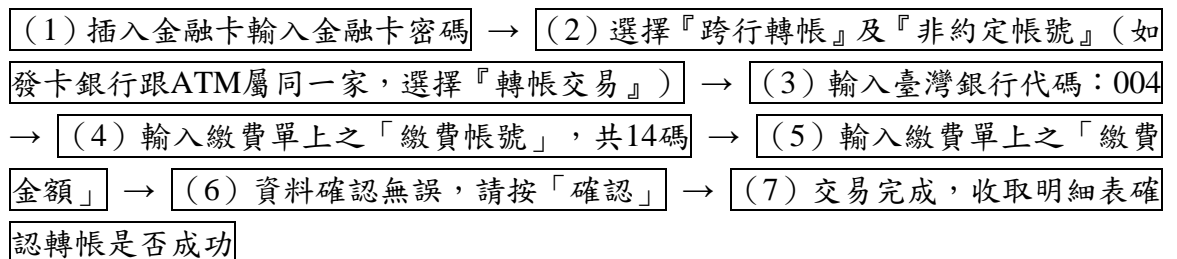 （1）插入金融卡輸入金融卡密碼 → （2）選擇『跨行轉帳』及『非約定帳號』（如
發卡銀行跟ATM屬同一家，選擇『轉帳交易』） → （3）輸入臺灣銀行代碼：004
→ （4）輸入繳費單上之「繳費帳號」，共14碼 → （5）輸入繳費單上之「繳費
金額」 → （6）資料確認無誤，請按「確認」 → （7）交易完成，收取明細表確
認轉帳是否成功